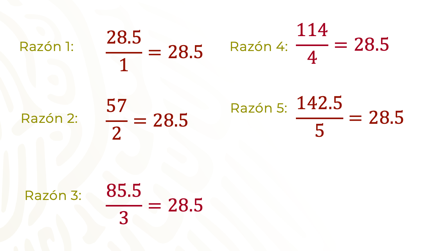 Razón 1: 28.5/1 = 28.5
Razón 2: 57/2 = 28.5
Razón 3: 85.5/3 = 28.5
Razón 4: 114/4 = 28.5
Razón 5: 142.5/5 = 28.5